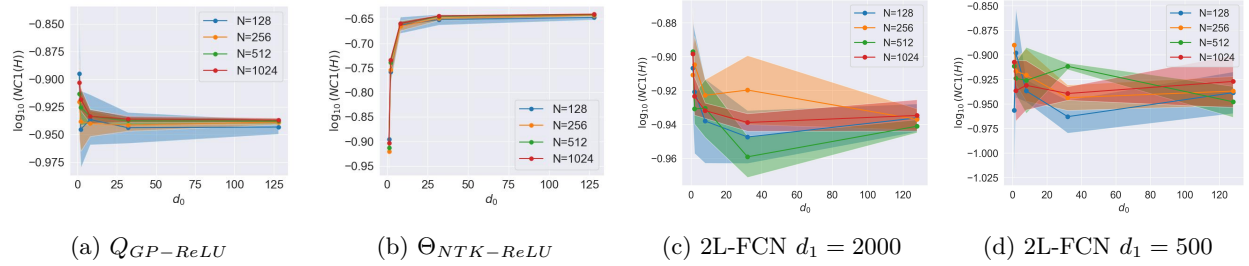 log10(NC1(H))
−0.850
−0.875
−0.900
−0.925
−0.950
−0.975
0 25 50 75 100 125
d0
N=128
N=256
N=512
N=1024
(a) Q_{GP−ReLU}
log10(NC1(H))
−0.65
−0.70
−0.75
−0.80
−0.85
−0.90
−0.95
0 25 50 75 100 125
d0
N=128
N=256
N=512
N=1024
(b) Θ_{NTK−ReLU}
log10(NC1(H))
−0.88
−0.90
−0.92
−0.94
−0.96
0 20 40 60 80 100 120
d0
N=128
N=256
N=512
N=1024
(c) 2L-FCN d1 = 2000
log10(NC1(H))
−0.850
−0.875
−0.900
−0.925
−0.950
−0.975
−1.000
−1.025
0 20 40 60 80 100 120
d0
N=128
N=256
N=512
N=1024
(d) 2L-FCN d1 = 500